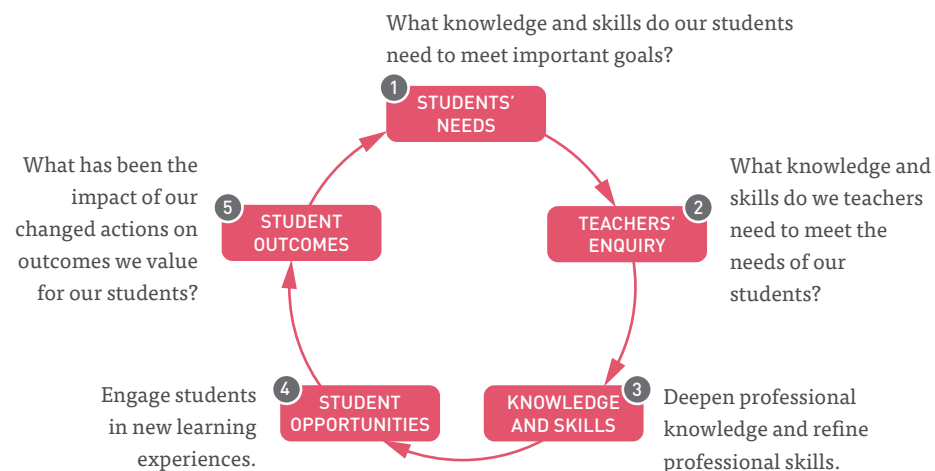 What knowledge and skills do our students
need to meet important goals?
1
STUDENTS'
NEEDS
What knowledge and
skills do we teachers
need to meet the
needs of our
students?
2
TEACHERS'
ENQUIRY
3
KNOWLEDGE
AND SKILLS
Deepen professional
knowledge and refine
professional skills.
4
STUDENT
OPPORTUNITIES
Engage students
in new learning
experiences.
5
STUDENT
OUTCOMES
What has been the
impact of our
changed actions on
outcomes we value
for our students?